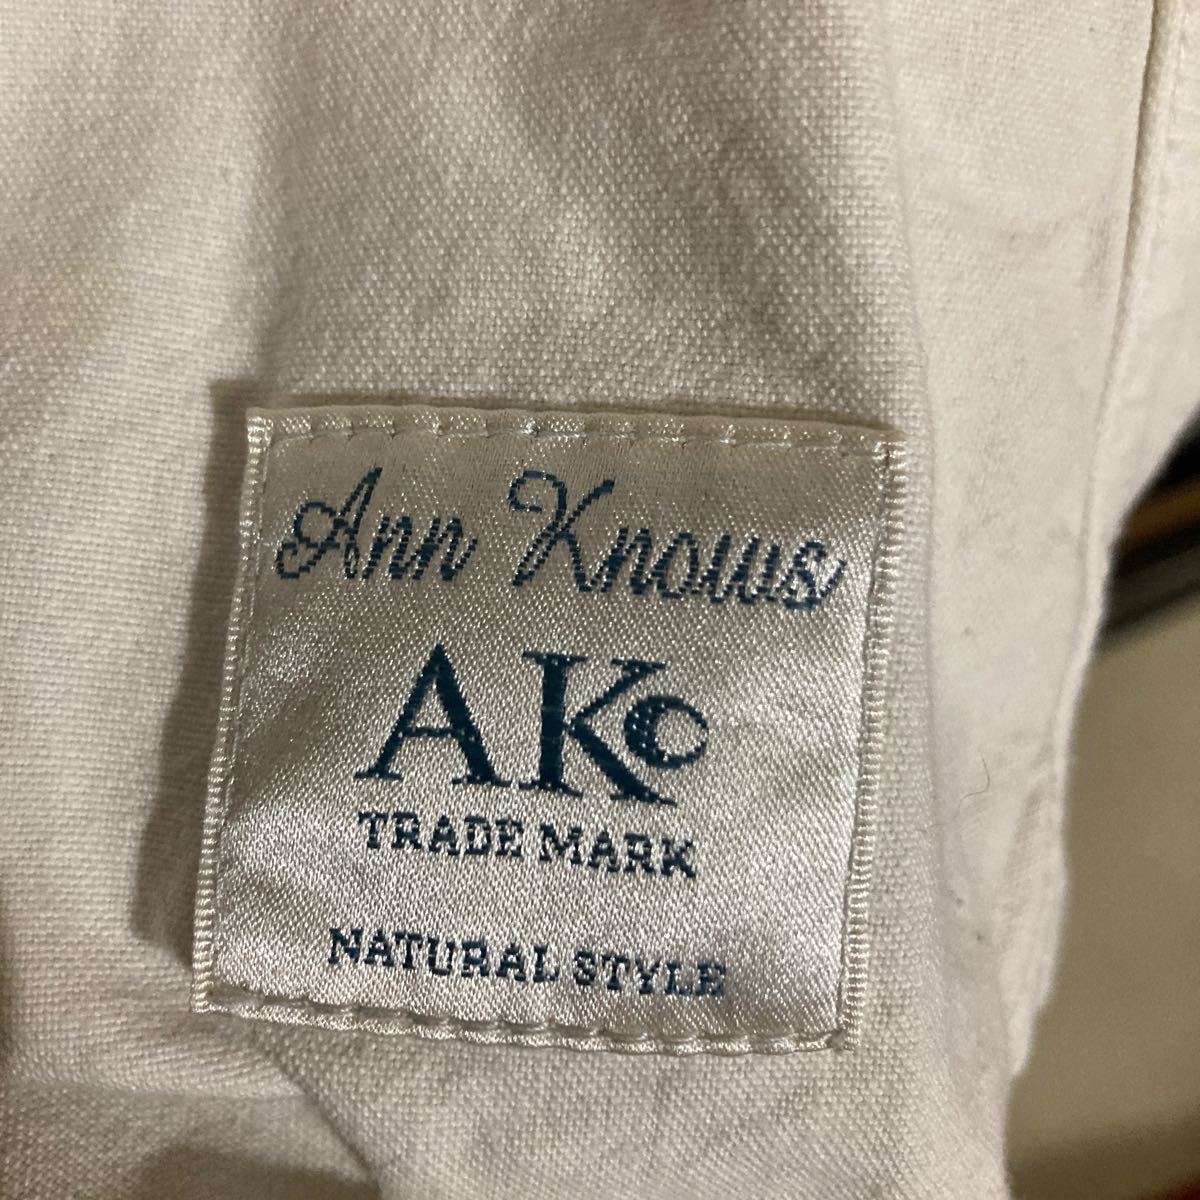 Ann Knows
AK
TRADE MARK
NATURAL STYLE